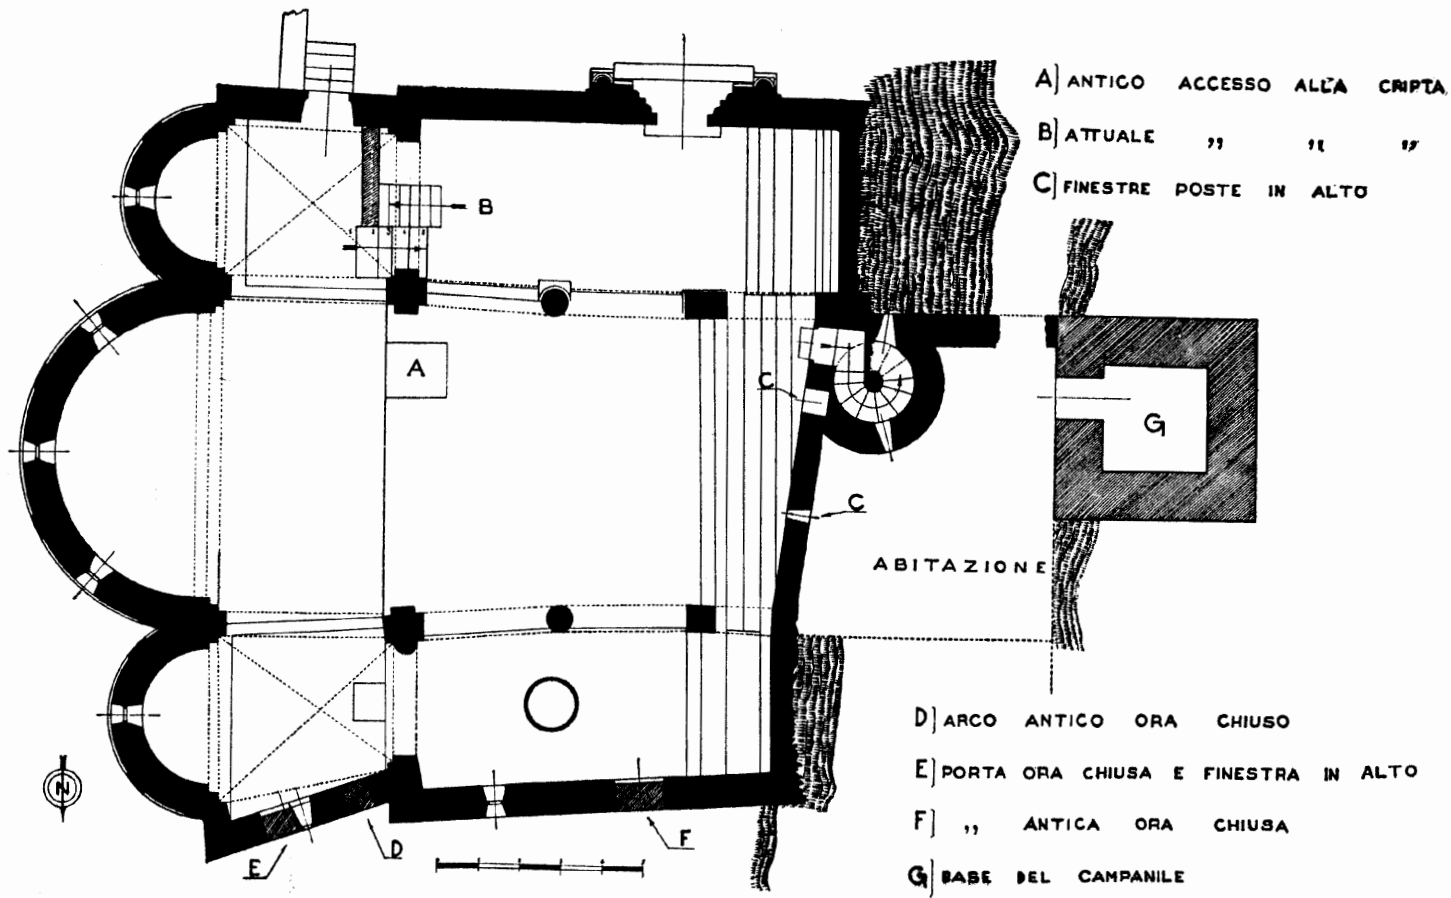 A) ANTICO ACCESSO ALLA CRIPTA
B) ATTUALE ,, ,, ,,
C) FINESTRE POSTE IN ALTO
B
A
C
G
C
ABITAZIONE
D) ARCO ANTICO ORA CHIUSO
E) PORTA ORA CHIUSA E FINESTRA IN ALTO
F) ,, ANTICA ORA CHIUSA
G) BASE DEL CAMPANILE
N
E
D
F